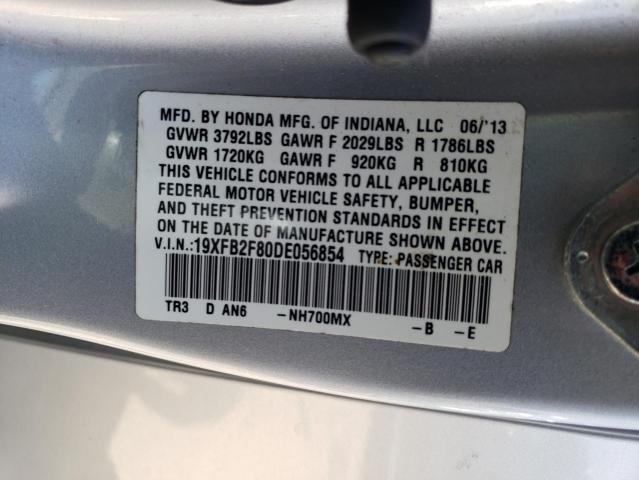 MFD. BY HONDA MFG. OF INDIANA, LLC 06/'13
GVWR 3792LBS GAWR F 2029LBS R 1786LBS
GVWR 1720KG GAWR F 920KG R 810KG
THIS VEHICLE CONFORMS TO ALL APPLICABLE
FEDERAL MOTOR VEHICLE SAFETY, BUMPER,
AND THEFT PREVENTION STANDARDS IN EFFECT
ON THE DATE OF MANUFACTURE SHOWN ABOVE.
V.I.N.:19XFB2F80DE056854 TYPE: PASSENGER CAR
TR3 D AN6 -NH700MX -B -E